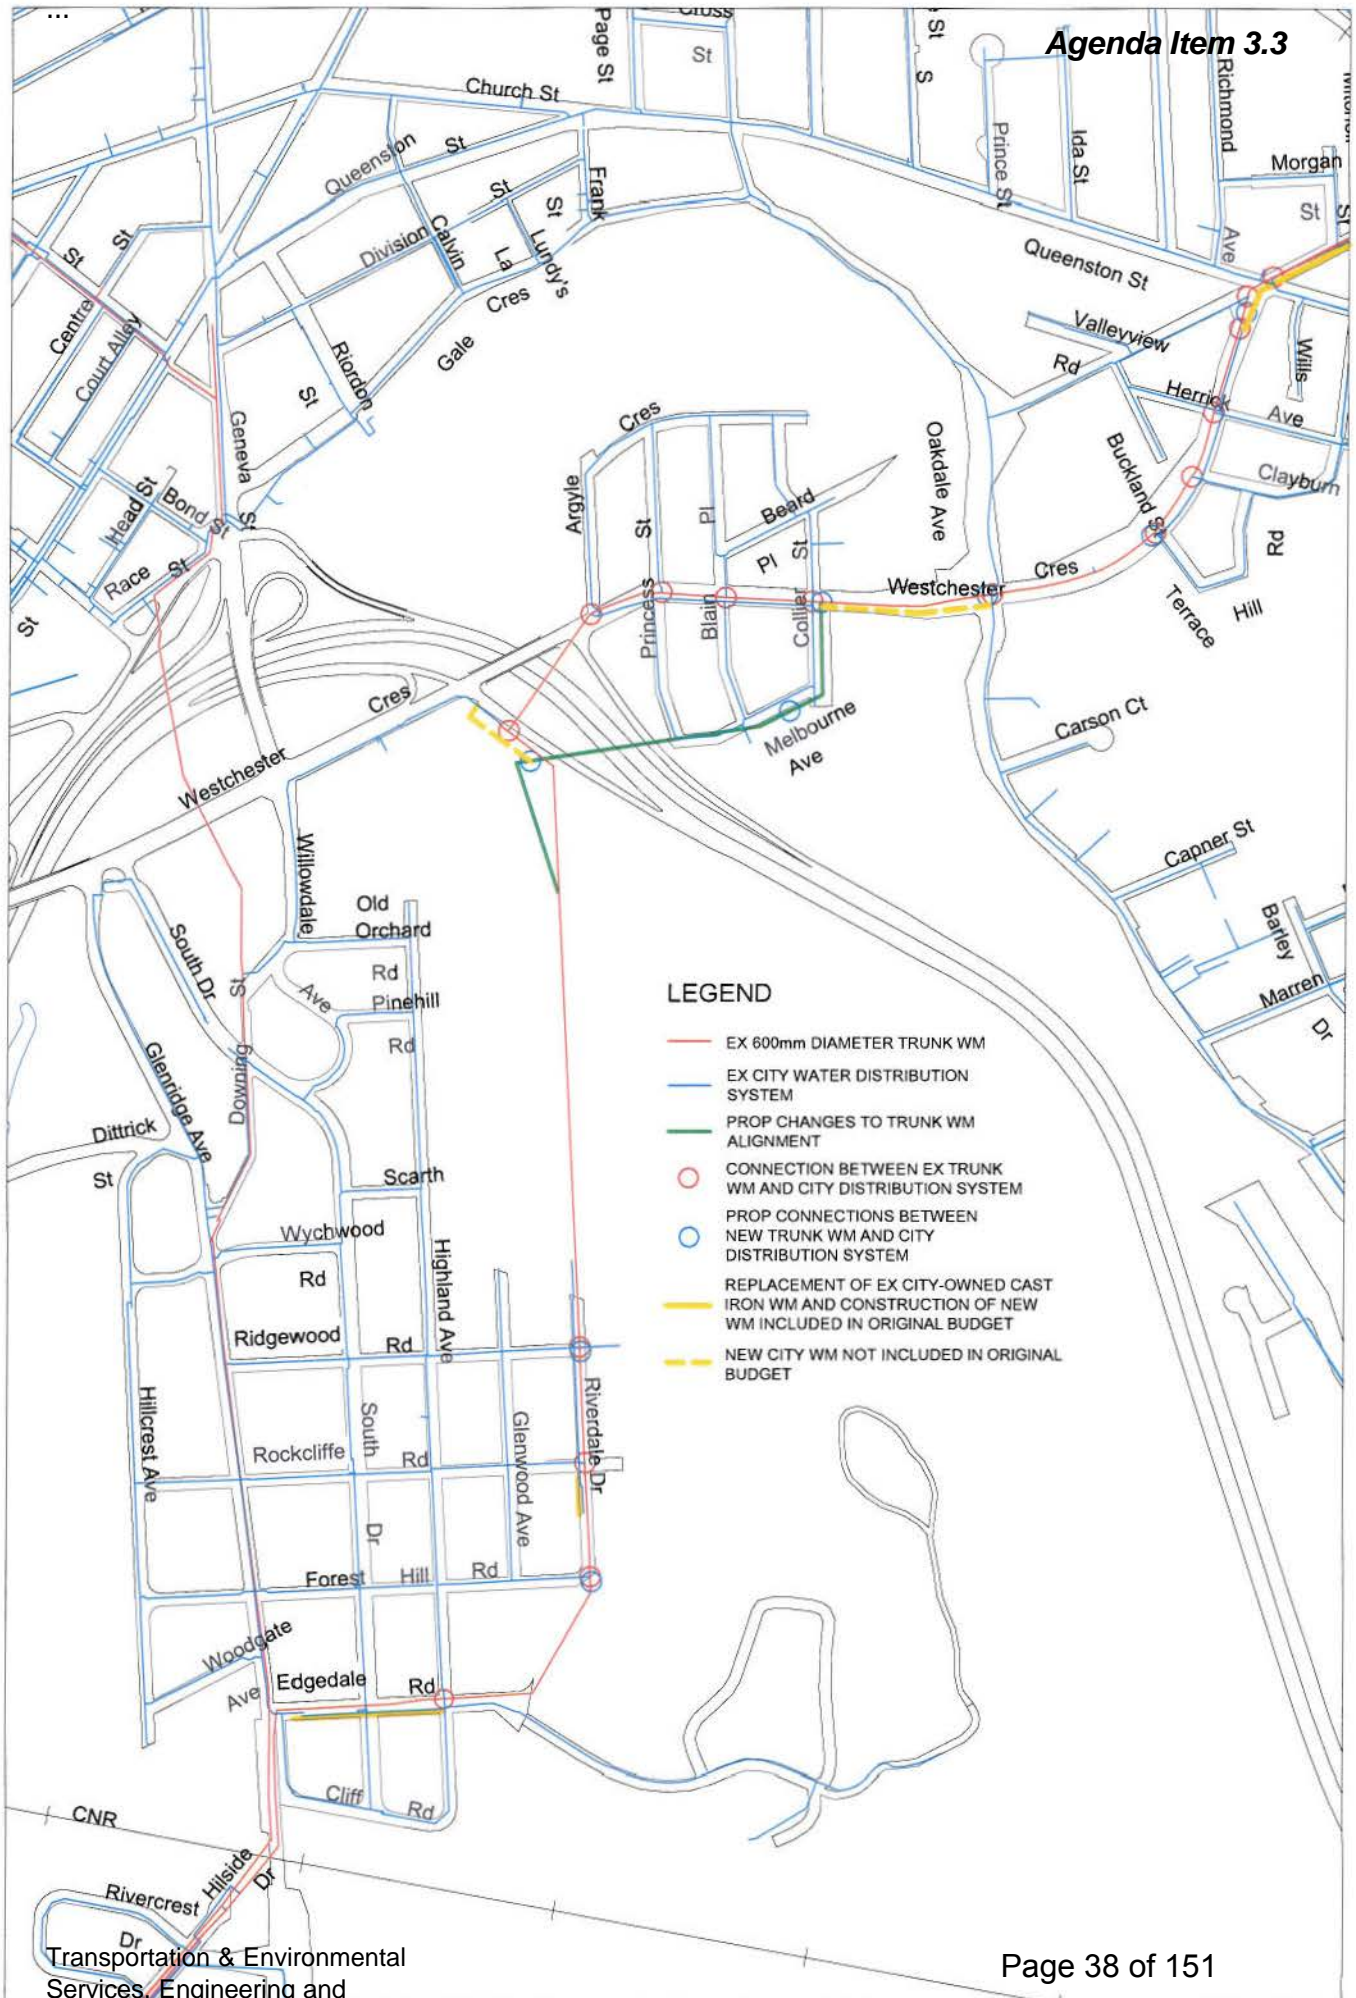 ...
Agenda Item 3.3
Page St
Cross
St
St
S
Church St
Queenston
St
Prince St
Ida St
Richmond
Ave
Morgan
St
St
Frank
St
St
Division
Calvin
La
Lundy's
Cres
Gale
Riordon
St
St
St
Centre
Court Alley
Geneva
St
Queenston St
Valleyview
Rd
Wills
Herrick
Ave
Clayburn
Buckland St
Rd
Hill
Terrace
Oakdale Ave
Cres
Argyle
St
Pl
Beard
Pl
St
Princess
Blain
Collier
Westchester
Cres
Head St
Bond St
Race
St
St
Cres
Westchester
Melbourne
Ave
Carson Ct
Capner St
Barley
Marren
Dr
Willowdale
Ave
Old
Orchard
Rd
Pinehill
Rd
South Dr
St
Downing
Glenridge Ave
Dittrick
St
Scarth
Wychwood
Rd
Highland Ave
Ridgewood
Rd
Riverdale Dr
Hillcrest Ave
South
Dr
Glenwood Ave
Rockcliffe
Rd
Forest
Hill
Rd
Woodgate
Ave
Edgedale
Rd
Cliff
Rd
CNR
Hilside
Dr
Rivercrest
Dr
LEGEND
EX 600mm DIAMETER TRUNK WM
EX CITY WATER DISTRIBUTION
SYSTEM
PROP CHANGES TO TRUNK WM
ALIGNMENT
CONNECTION BETWEEN EX TRUNK
WM AND CITY DISTRIBUTION SYSTEM
PROP CONNECTIONS BETWEEN
NEW TRUNK WM AND CITY
DISTRIBUTION SYSTEM
REPLACEMENT OF EX CITY-OWNED CAST
IRON WM AND CONSTRUCTION OF NEW
WM INCLUDED IN ORIGINAL BUDGET
NEW CITY WM NOT INCLUDED IN ORIGINAL
BUDGET
Transportation & Environmental
Services, Engineering and
Page 38 of 151